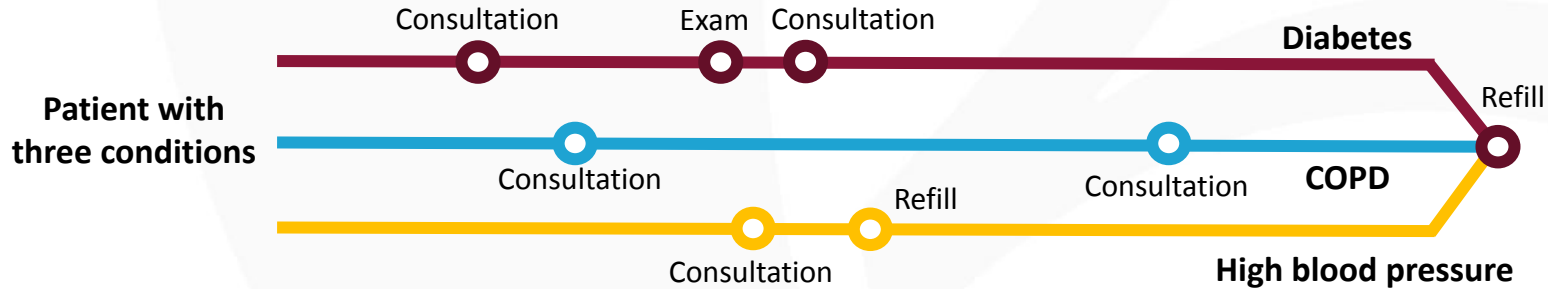 Consultation
Exam
Consultation
Diabetes
Refill
Patient with
three conditions
Consultation
Consultation
COPD
Refill
Consultation
High blood pressure